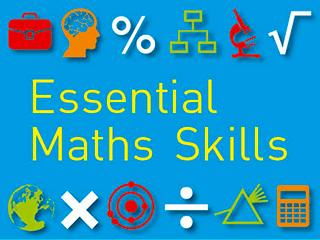 %
√
Essential
Maths Skills
× ÷